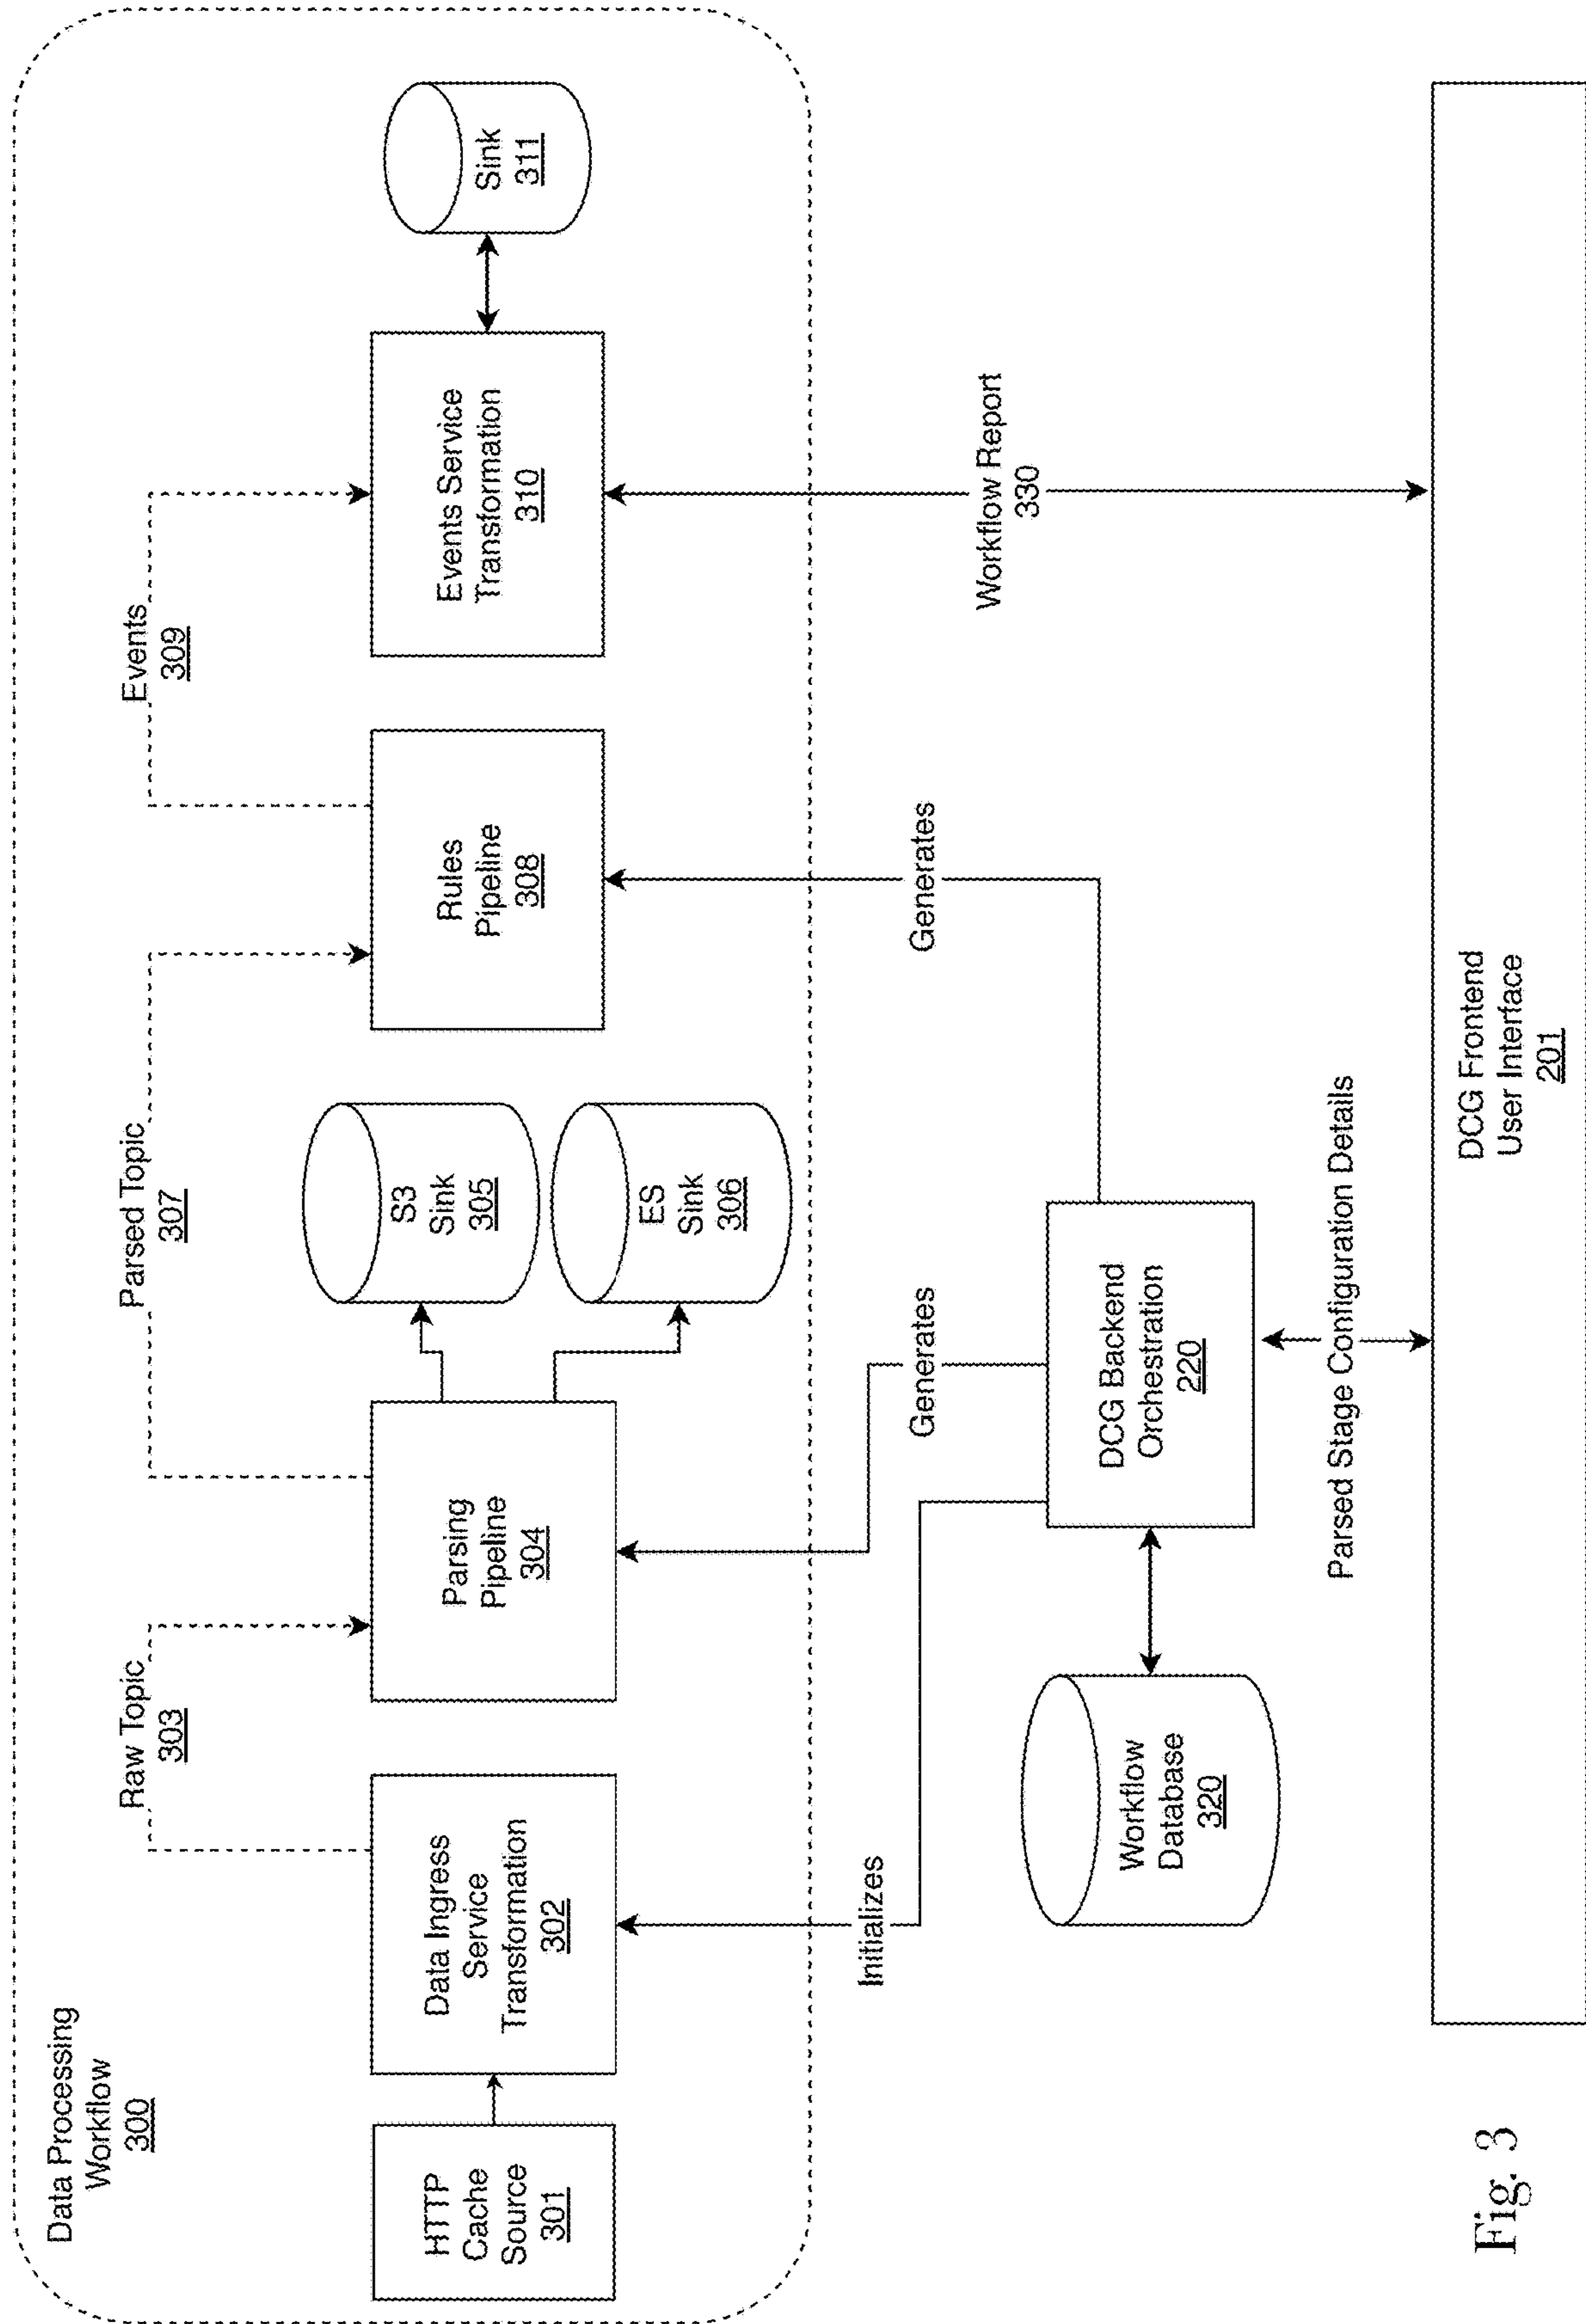 Data Processing
Workflow
300
HTTP
Cache
Source
301
Data Ingress
Service
Transformation
302
Raw Topic
303
Parsing
Pipeline
304
S3
Sink
305
ES
Sink
306
Parsed Topic
307
Rules
Pipeline
308
Events
309
Events Service
Transformation
310
Sink
311
Initializes
Generates
Generates
Workflow Report
330
Workflow
Database
320
DCG Backend
Orchestration
220
Parsed Stage Configuration Details
DCG Frontend
User Interface
201
Fig. 3